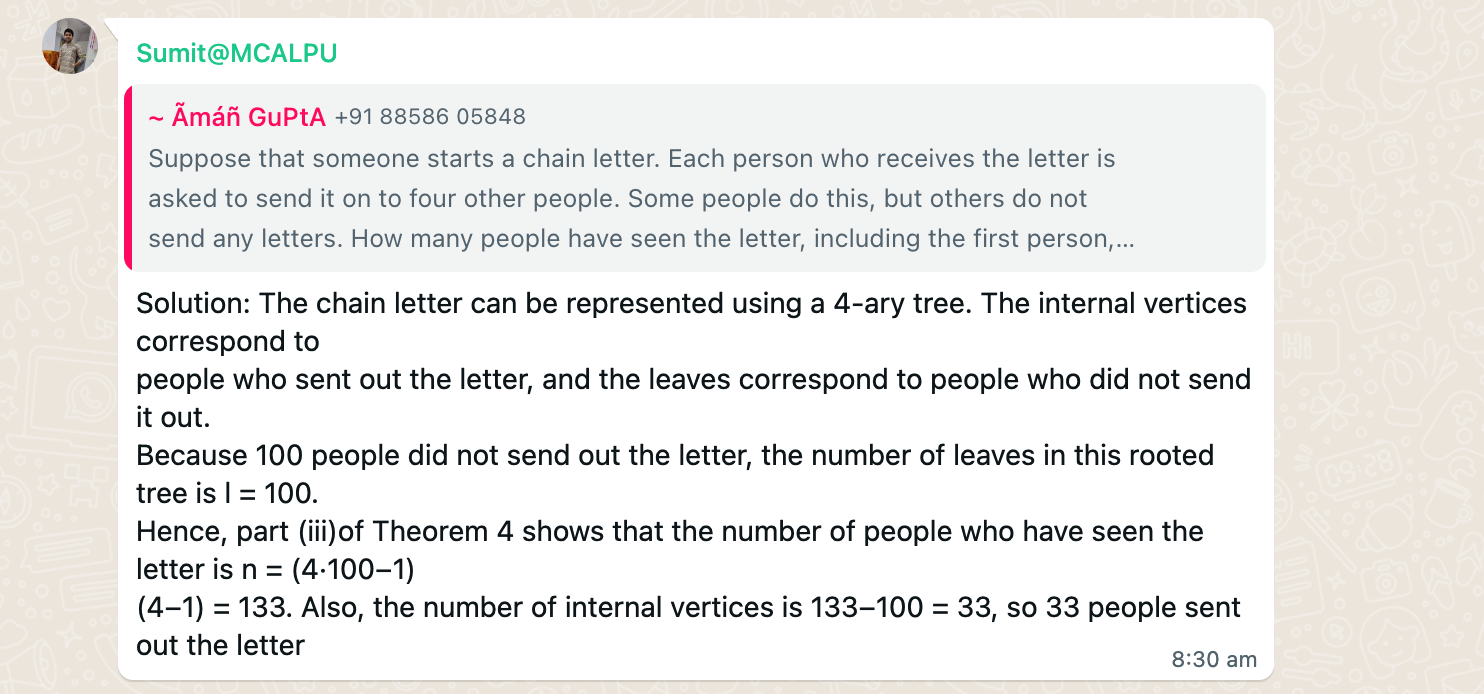 Sumit@MCALPU
~ Ãmáñ GuPtA +91 88586 05848
Suppose that someone starts a chain letter. Each person who receives the letter is
asked to send it on to four other people. Some people do this, but others do not
send any letters. How many people have seen the letter, including the first person,...
Solution: The chain letter can be represented using a 4-ary tree. The internal vertices
correspond to
people who sent out the letter, and the leaves correspond to people who did not send
it out.
Because 100 people did not send out the letter, the number of leaves in this rooted
tree is l = 100.
Hence, part (iii)of Theorem 4 shows that the number of people who have seen the
letter is n = (4·100−1)
(4−1) = 133. Also, the number of internal vertices is 133−100 = 33, so 33 people sent
out the letter
8:30 am